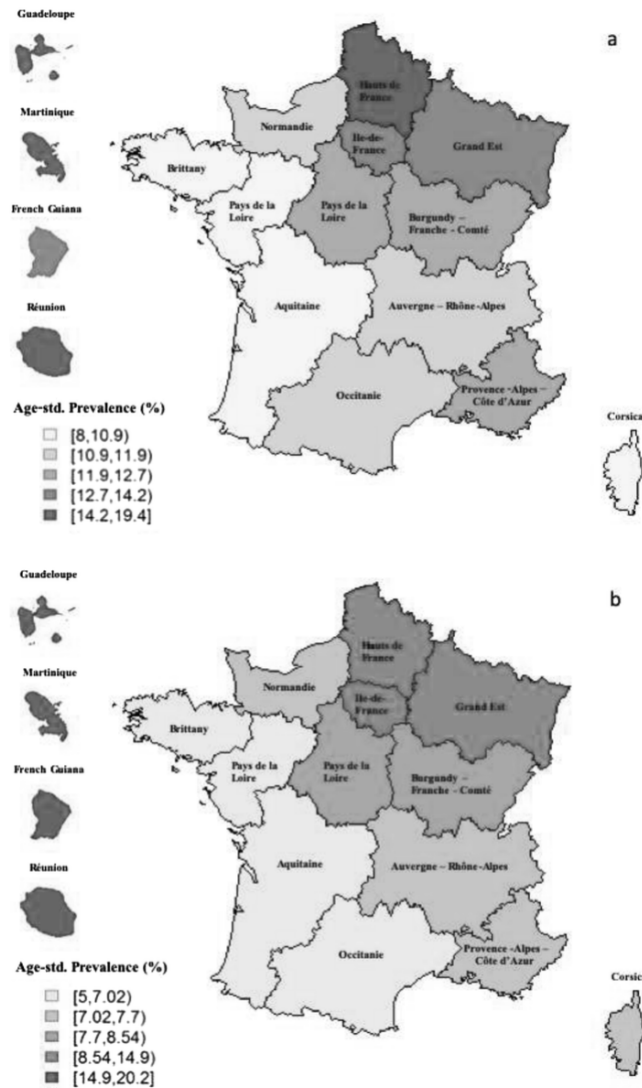 Guadeloupe
a
Hauts de
France
Martinique
Normandie
Ile-de-
France
Grand Est
Brittany
French Guiana
Pays de la
Loire
Pays de la
Loire
Burgundy –
Franche - Comté
Réunion
Aquitaine
Auvergne – Rhône-Alpes
Age-std. Prevalence (%)
Occitanie
Provence -Alpes –
Côte d'Azur
Corsica
[8,10.9)
[10.9,11.9)
[11.9,12.7)
[12.7,14.2)
[14.2,19.4]
Guadeloupe
b
Hauts de
France
Martinique
Normandie
Ile-de-
France
Grand Est
Brittany
French Guiana
Pays de la
Loire
Pays de la
Loire
Burgundy –
Franche - Comté
Réunion
Aquitaine
Auvergne – Rhône-Alpes
Occitanie
Provence -Alpes –
Côte d'Azur
Age-std. Prevalence (%)
Corsic
[5,7.02)
[7.02,7.7)
[7.7,8.54)
[8.54,14.9)
[14.9,20.2]